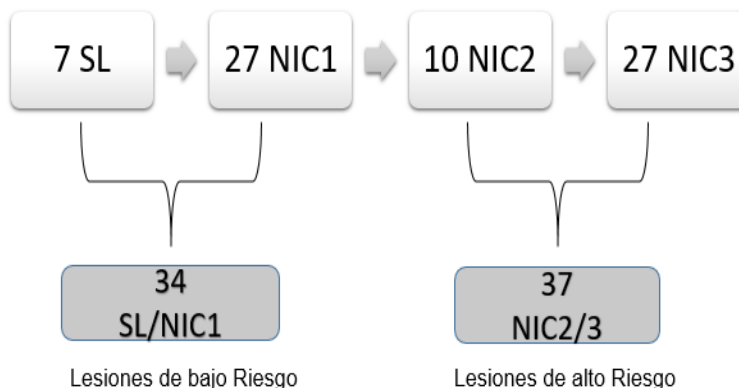 7 SL
27 NIC1
10 NIC2
27 NIC3
34
SL/NIC1
37
NIC2/3
Lesiones de bajo Riesgo
Lesiones de alto Riesgo